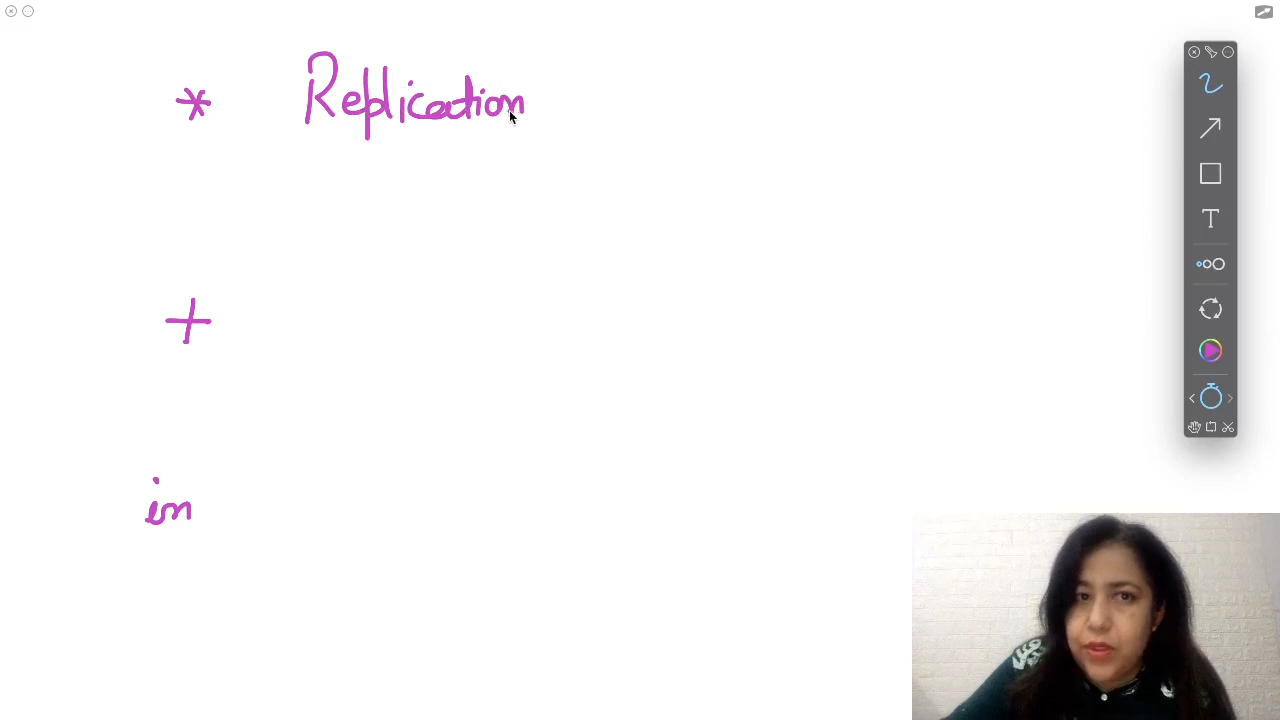 * Replication
+
in
T